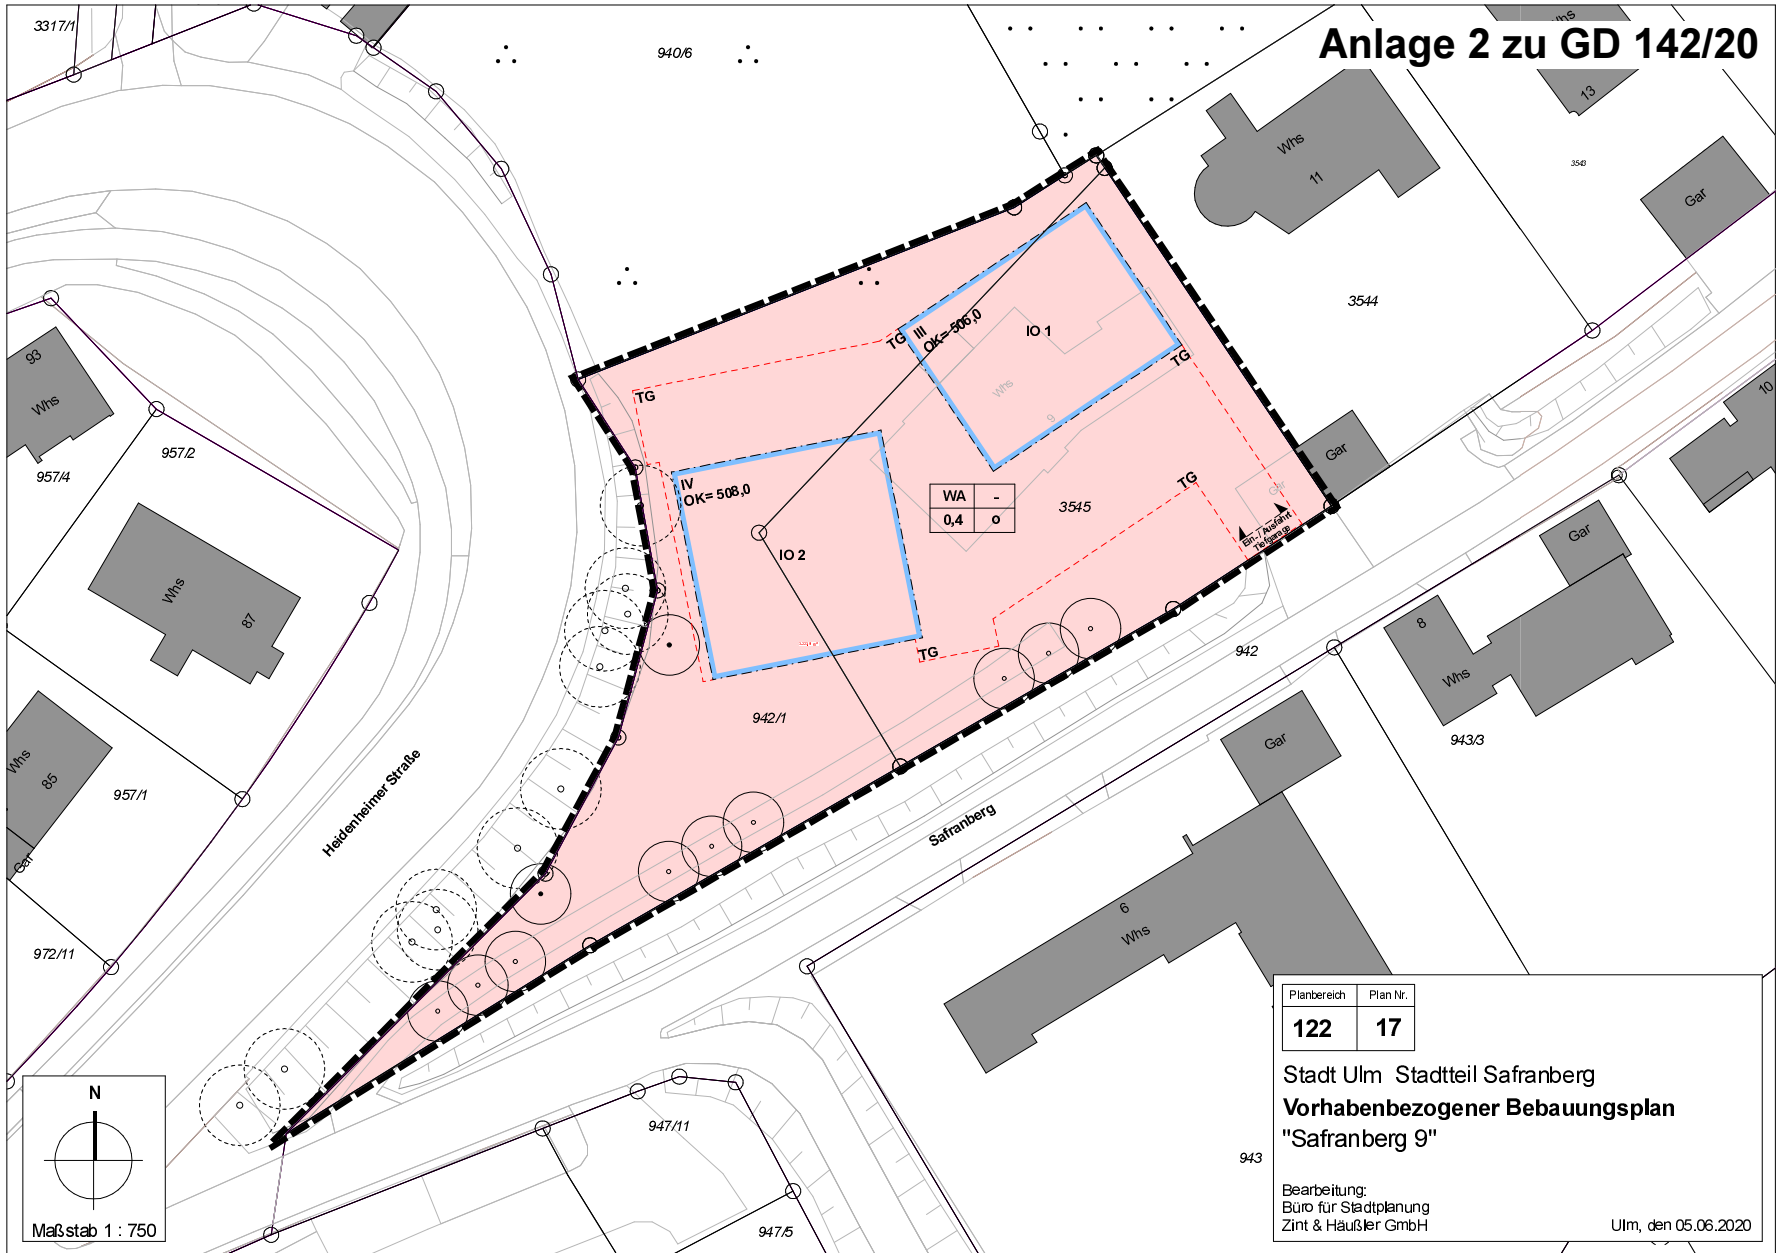 Anlage 2 zu GD 142/20
3317/1
940/6
Whs
13
Whs
11
3543
Gar
3544
93
Whs
957/4
957/2
Whs
87
Whs
85
Gar
957/1
972/11
Heidenheimer Straße
TG
TG
III
OK= 506,0
IO 1
TG
Whs
9
IV
OK= 508,0
IO 2
WA -
0,4 o
3545
TG
Gar
Gar
Ein- / Ausfahrt
Tiefgarage
TG
942/1
942
Safranberg
10
Gar
8
Whs
943/3
Gar
6
Whs
947/11
947/5
943
N
Maßstab 1 : 750
Planbereich Plan Nr.
122 17
Stadt Ulm Stadtteil Safranberg
Vorhabenbezogener Bebauungsplan
"Safranberg 9"
Bearbeitung:
Büro für Stadtplanung
Zint & Häußler GmbH
Ulm, den 05.06.2020